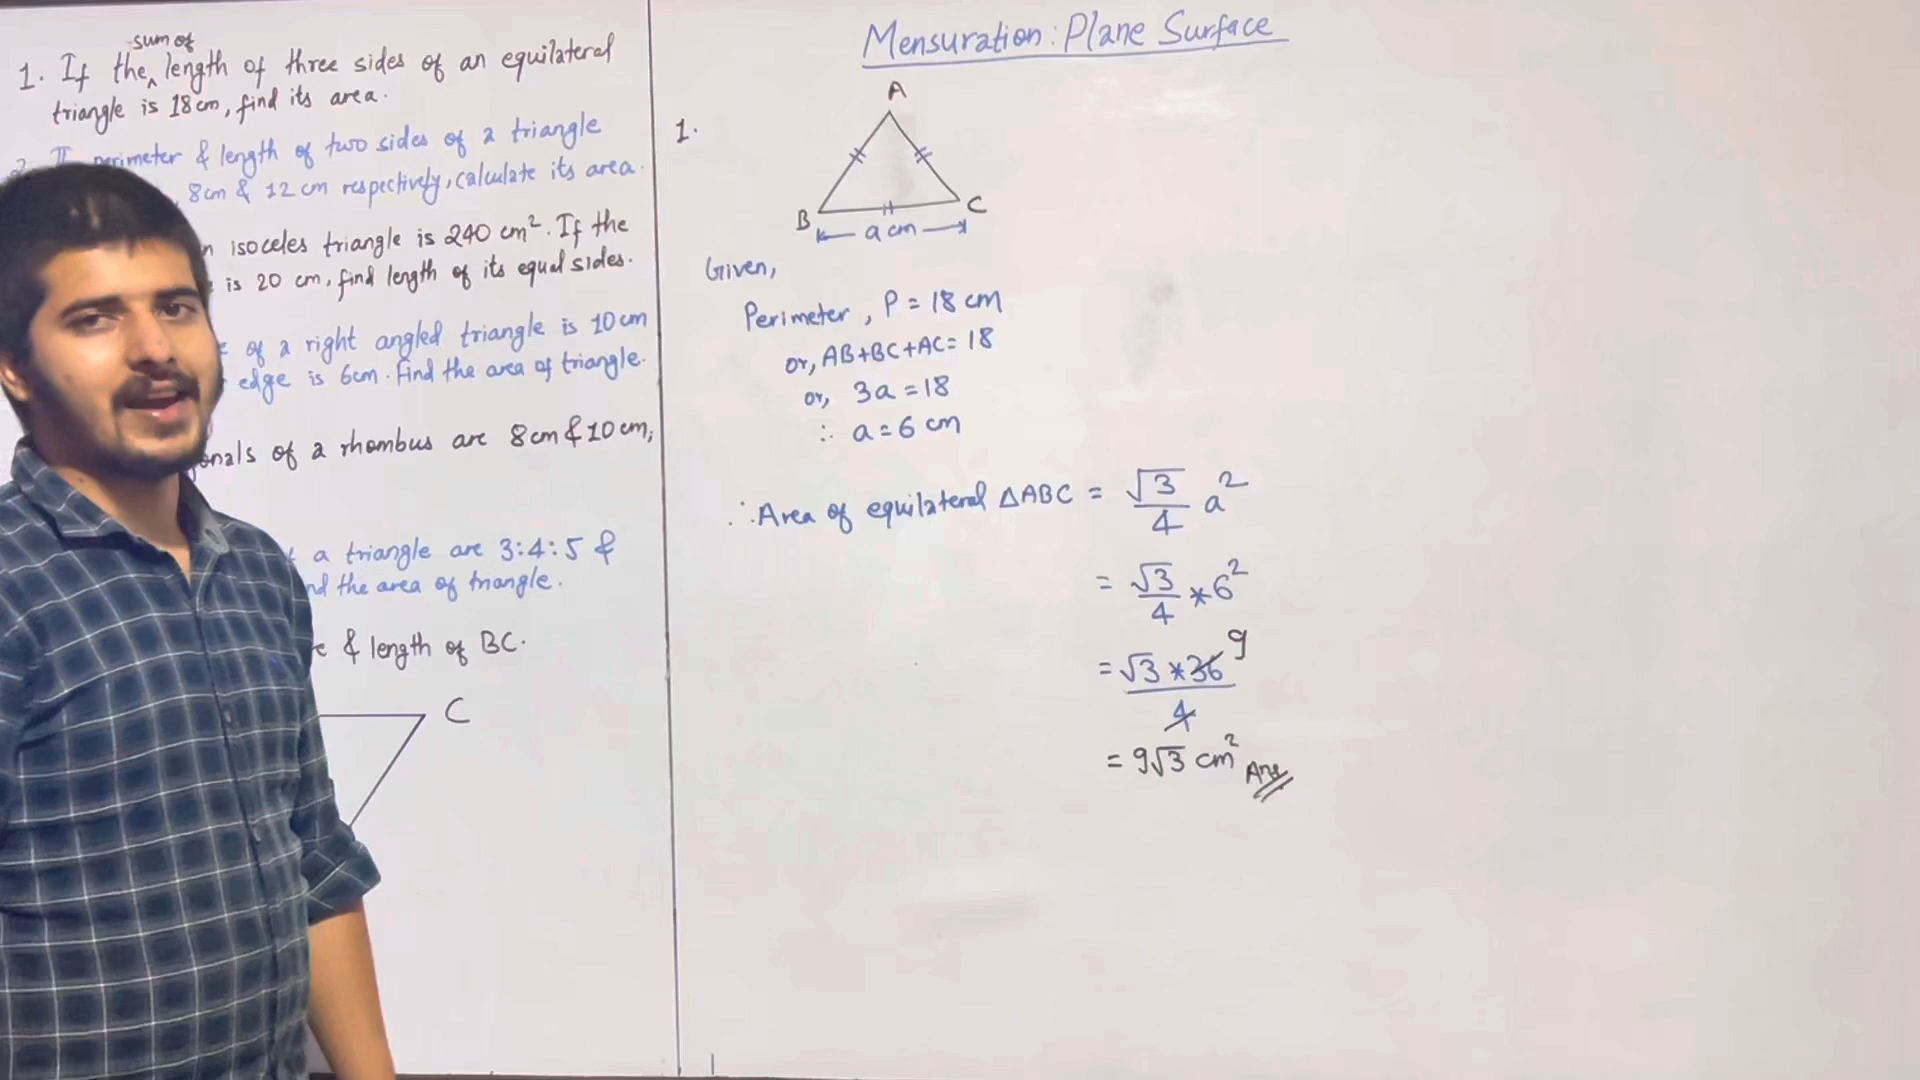 sum of
1. If the ^ length of three sides of an equilateral
triangle is 18cm, find its area.
perimeter & length of two sides of a triangle
8cm & 12 cm respectively, calculate its area.
isoceles triangle is 240 cm². If the
is 20 cm, find length of its equal sides.
of a right angled triangle is 10cm
edge is 6cm. Find the area of triangle.
of a rhombus are 8cm & 10cm,
a triangle are 3:4:5 &
the area of triangle.
& length of BC.
C
Mensuration: Plane Surface
1.
A
B
C
a cm
Given,
Perimeter, P = 18 cm
or, AB+BC+AC = 18
or, 3a = 18
∴ a = 6 cm
∴ Area of equilateral ΔABC = √3/4 a²
= √3/4 * 6²
= √3 * 36 9 / 4
= 9√3 cm² Ans